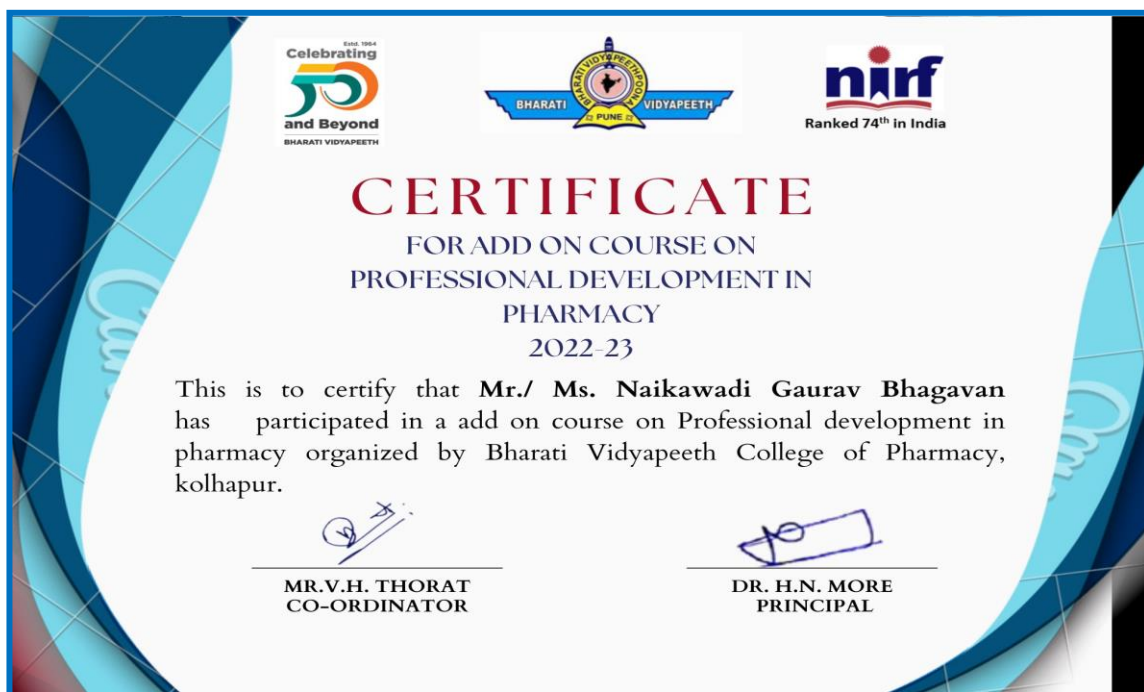 Estd. 1964
Celebrating
50
and Beyond
BHARATI VIDYAPEETH
BHARATI VIDYAPEETHPOONA
BHARATI VIDYAPEETH
PUNE
nirf
Ranked 74th in India
CERTIFICATE
FOR ADD ON COURSE ON
PROFESSIONAL DEVELOPMENT IN
PHARMACY
2022-23
This is to certify that Mr./ Ms. Naikawadi Gaurav Bhagavan
has participated in a add on course on Professional development in
pharmacy organized by Bharati Vidyapeeth College of Pharmacy,
kolhapur.
MR.V.H. THORAT
CO-ORDINATOR
DR. H.N. MORE
PRINCIPAL